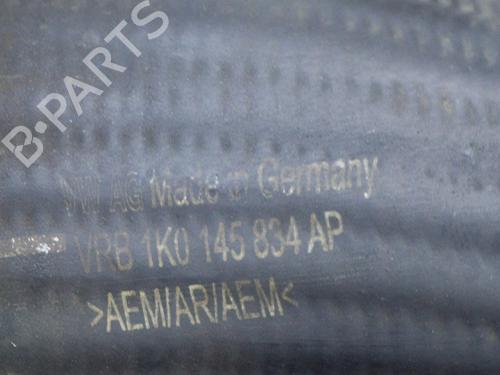 B-PARTS
VW AG Made in Germany
VRB 1K0 145 834 AP
>AEM/AR/AEM<